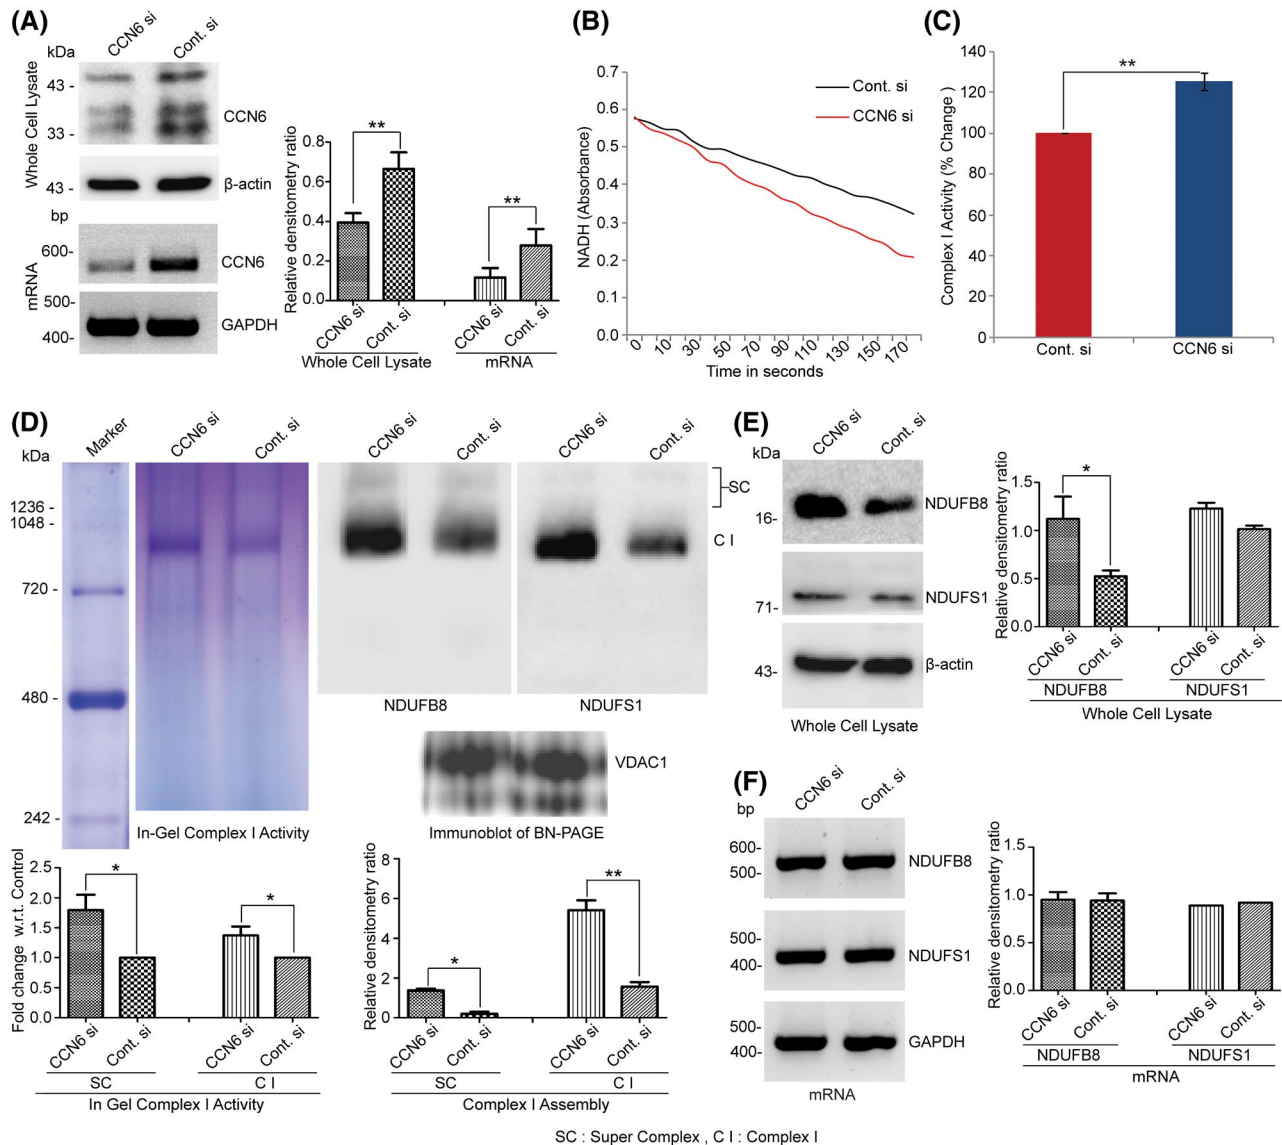 (A)
CCN6 si
Cont. si
kDa
Whole Cell Lysate
43 -
33 -
CCN6
43 -
β-actin
bp
mRNA
600-
CCN6
500-
400-
GAPDH
Relative densitometry ratio
0.8
0.6
0.4
0.2
0.0
**
**
CCN6 si
Cont. si
CCN6 si
Cont. si
Whole Cell Lysate
mRNA
(B)
NADH (Absorbance)
0.7
0.6
0.5
0.4
0.3
0.2
0.1
0.0
Cont. si
CCN6 si
0 10 30 50 70 90 110 130 150 170
Time in seconds
(C)
Complex I Activity (% Change )
140
120
100
80
60
40
20
0
**
Cont. si
CCN6 si
(D)
kDa
Marker
CCN6 si
Cont. si
CCN6 si
Cont. si
CCN6 si
Cont. si
1236 -
1048 -
720 -
480 -
242 -
SC
C I
NDUFB8
NDUFS1
VDAC1
In-Gel Complex I Activity
Immunoblot of BN-PAGE
Fold change w.r.t. Control
2.5
2.0
1.5
1.0
0.5
0.0
*
*
CCN6 si
Cont. si
CCN6 si
Cont. si
SC
C I
In Gel Complex I Activity
Relative densitometry ratio
8
6
4
2
0
*
**
CCN6 si
Cont. si
CCN6 si
Cont. si
SC
C I
Complex I Assembly
(E)
CCN6 si
Cont. si
kDa
16-
NDUFB8
71-
NDUFS1
43-
β-actin
Whole Cell Lysate
Relative densitometry ratio
1.5
1.0
0.5
0.0
*
CCN6 si
Cont. si
CCN6 si
Cont. si
NDUFB8
NDUFS1
Whole Cell Lysate
(F)
CCN6 si
Cont. si
bp
600-
500-
NDUFB8
500-
400-
NDUFS1
500-
400-
GAPDH
mRNA
Relative densitometry ratio
1.5
1.0
0.5
0.0
CCN6 si
Cont. si
CCN6 si
Cont. si
NDUFB8
NDUFS1
mRNA
SC : Super Complex , C I : Complex I